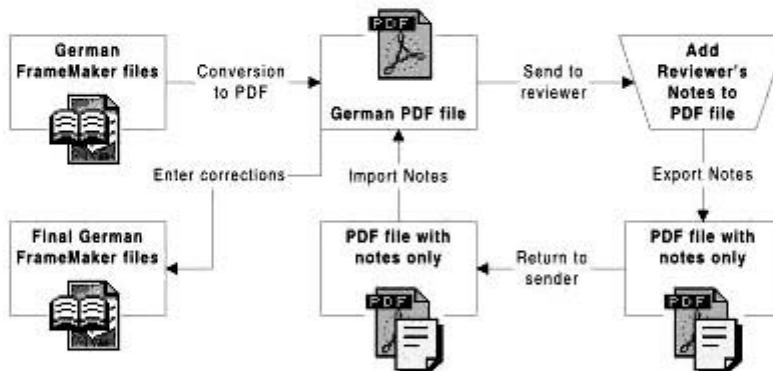 German
FrameMaker files
Conversion
to PDF
PDF
German PDF file
Send to
reviewer
Add
Reviewer's
Notes to
PDF file
Enter corrections
Import Notes
Export Notes
Final German
FrameMaker files
PDF file with
notes only
PDF
Return to
sender
PDF file with
notes only
PDF